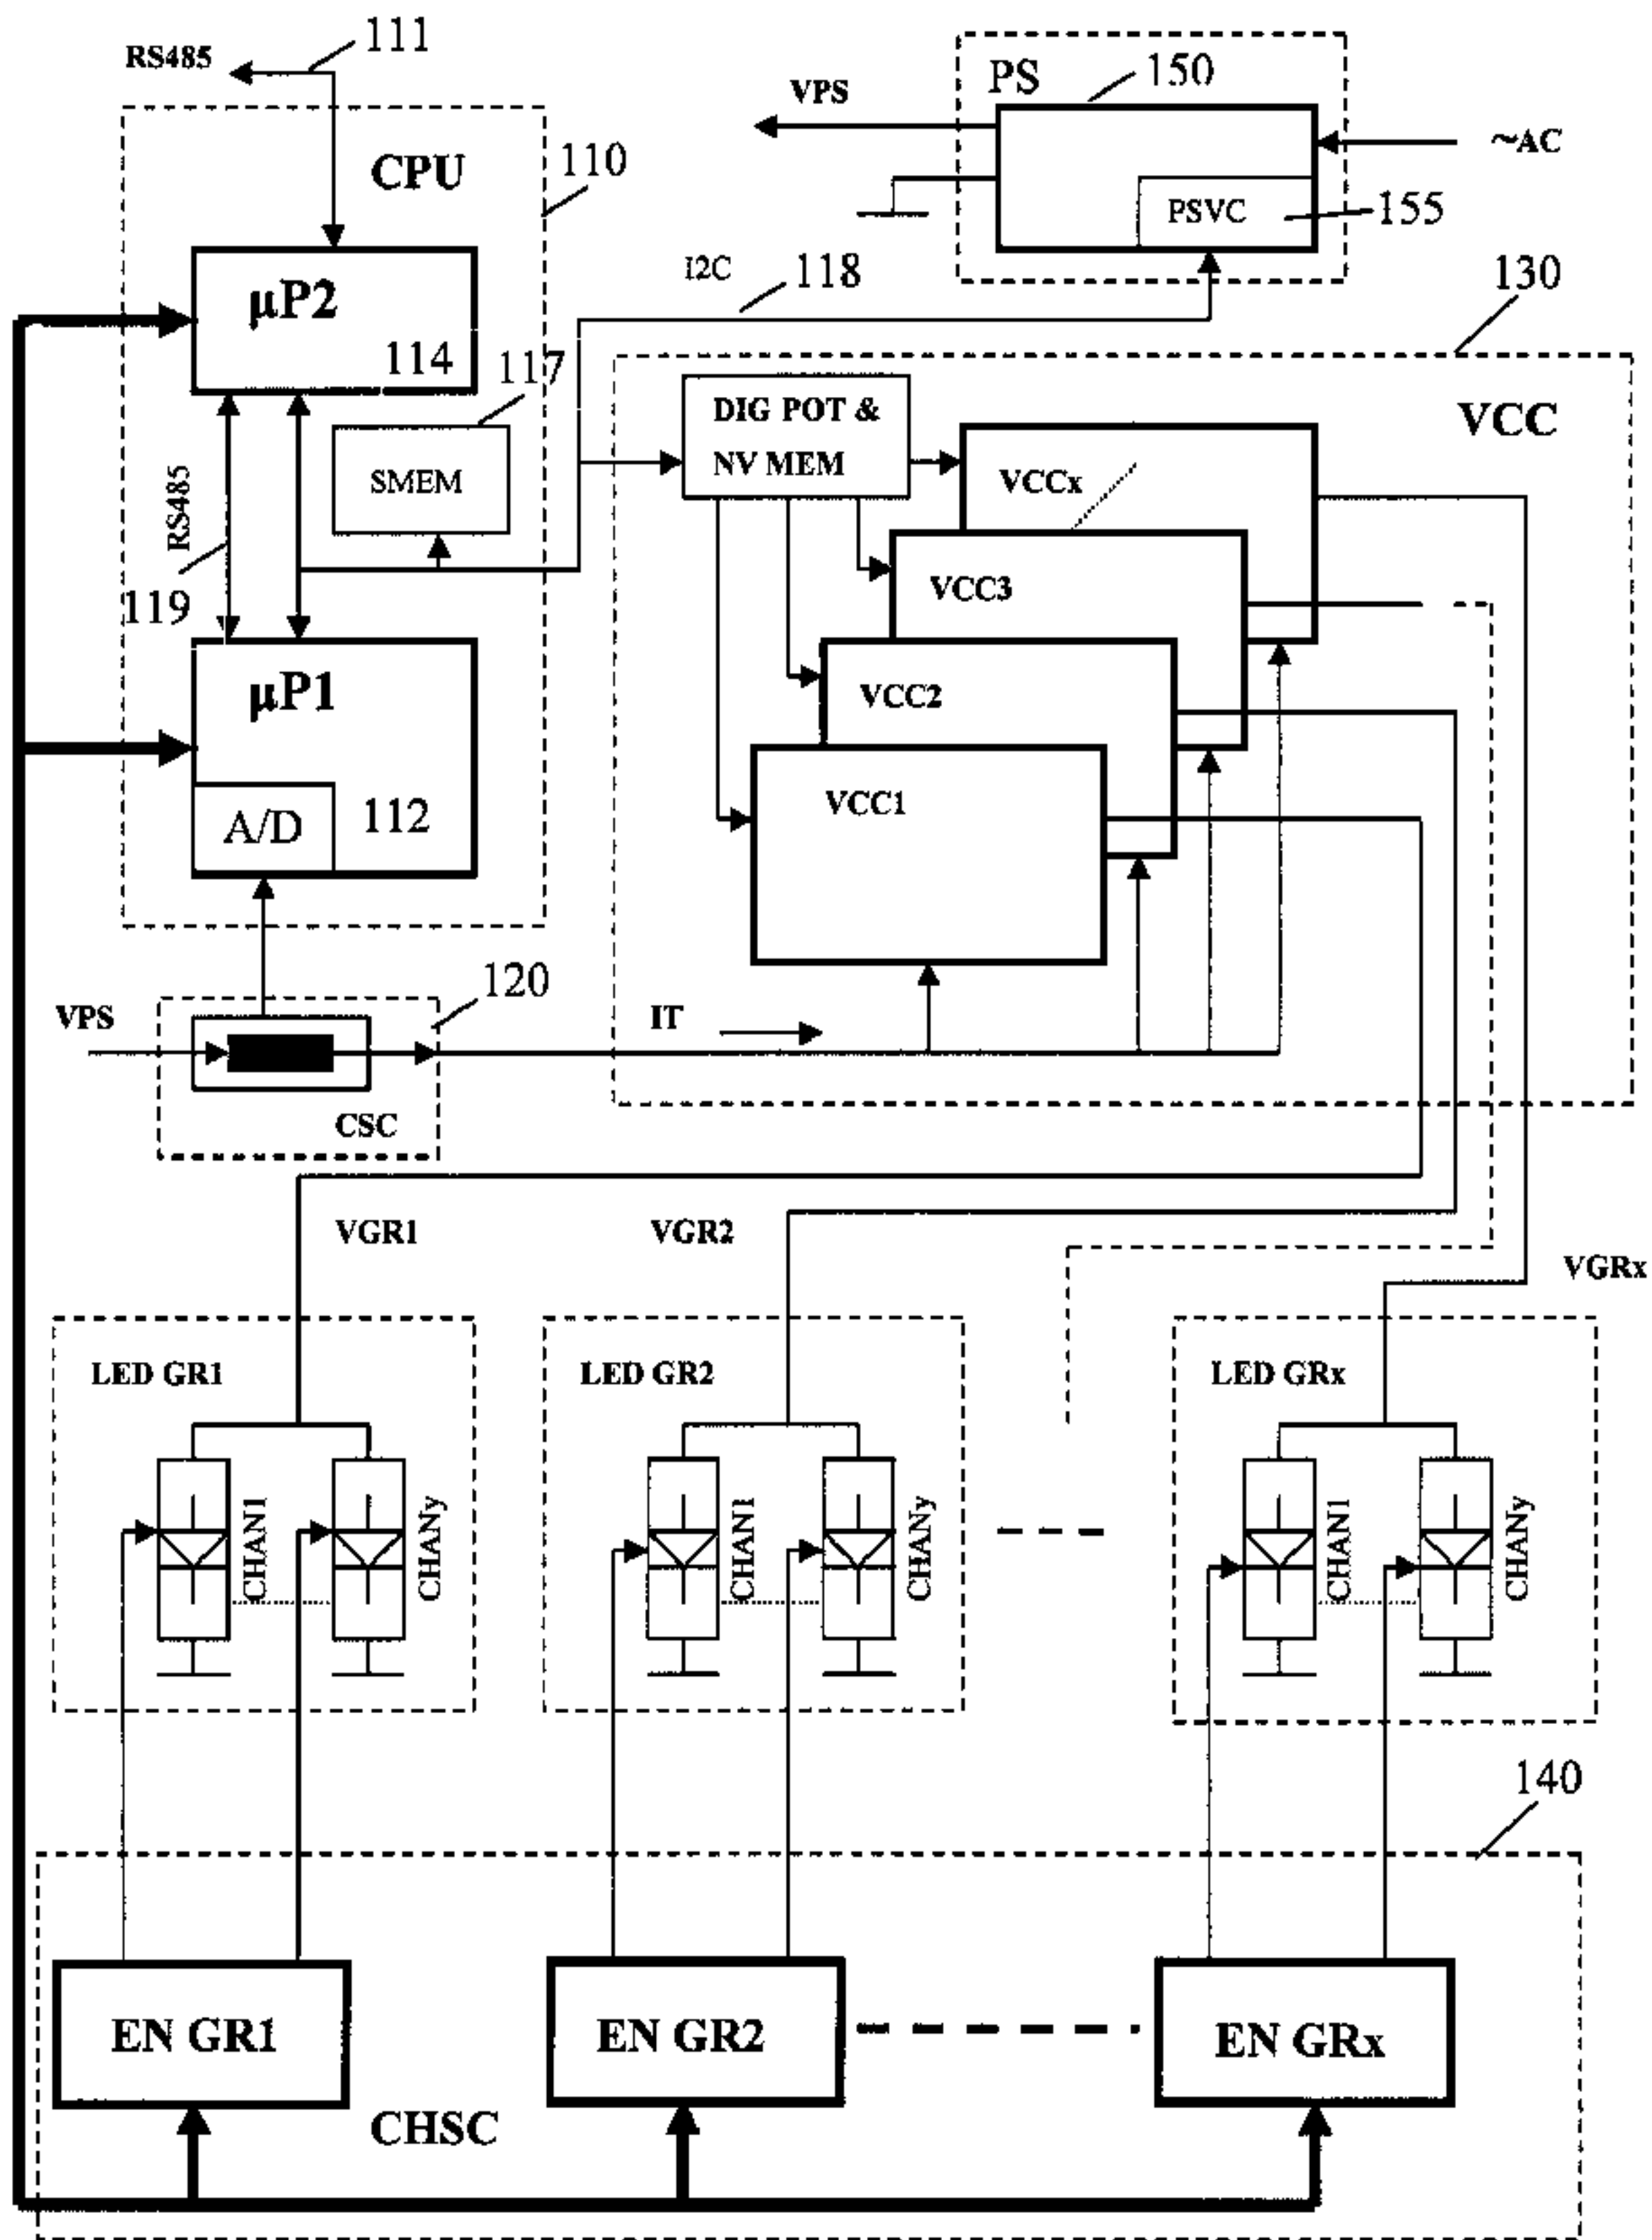 RS485
111
PS
150
VPS
~AC
CPU
110
PSVC
155
µP2
114
I2C
118
130
117
SMEM
RS485
119
DIG POT &
NV MEM
VCC
VCCx
VCC3
VCC2
VCC1
µP1
A/D
112
120
VPS
IT
CSC
VGR1
VGR2
VGRx
LED GR1
LED GR2
LED GRx
CHAN1
CHANy
CHAN1
CHANy
CHAN1
CHANy
140
EN GR1
EN GR2
EN GRx
CHSC